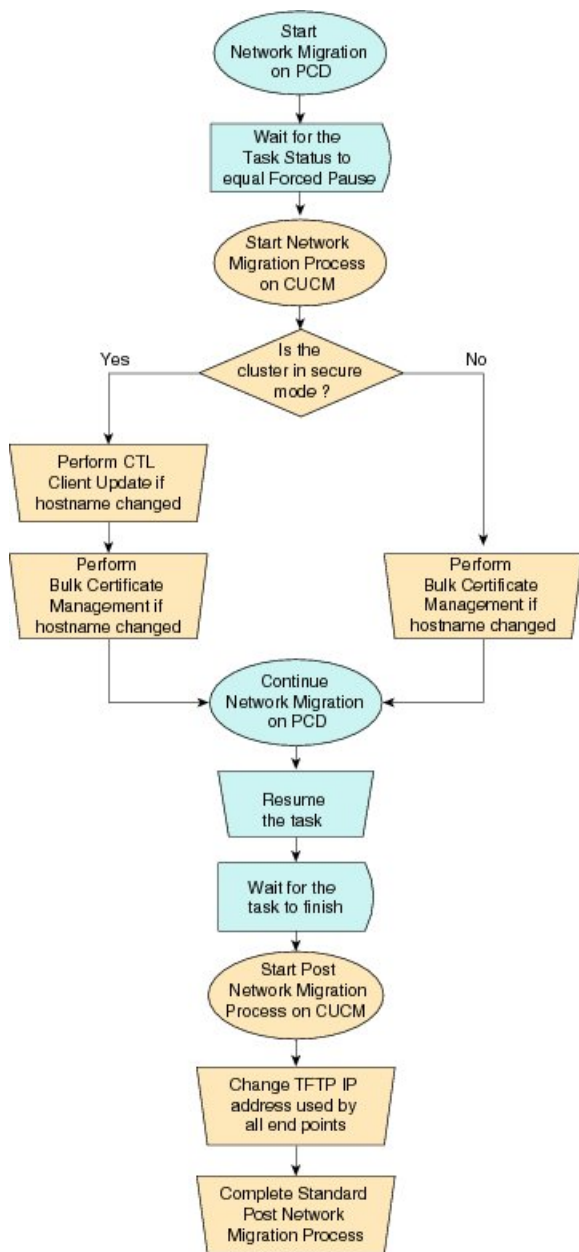 Start
Network Migration
on PCD
Wait for the
Task Status to
equal Forced Pause
Start Network
Migration Process
on CUCM
Is the
cluster in secure
mode ?
Yes
No
Perform CTL
Client Update if
hostname changed
Perform
Bulk Certificate
Management if
hostname changed
Perform
Bulk Certificate
Management if
hostname changed
Continue
Network Migration
on PCD
Resume
the task
Wait for the
task to finish
Start Post
Network Migration
Process on CUCM
Change TFTP IP
address used by
all end points
Complete Standard
Post Network
Migration Process